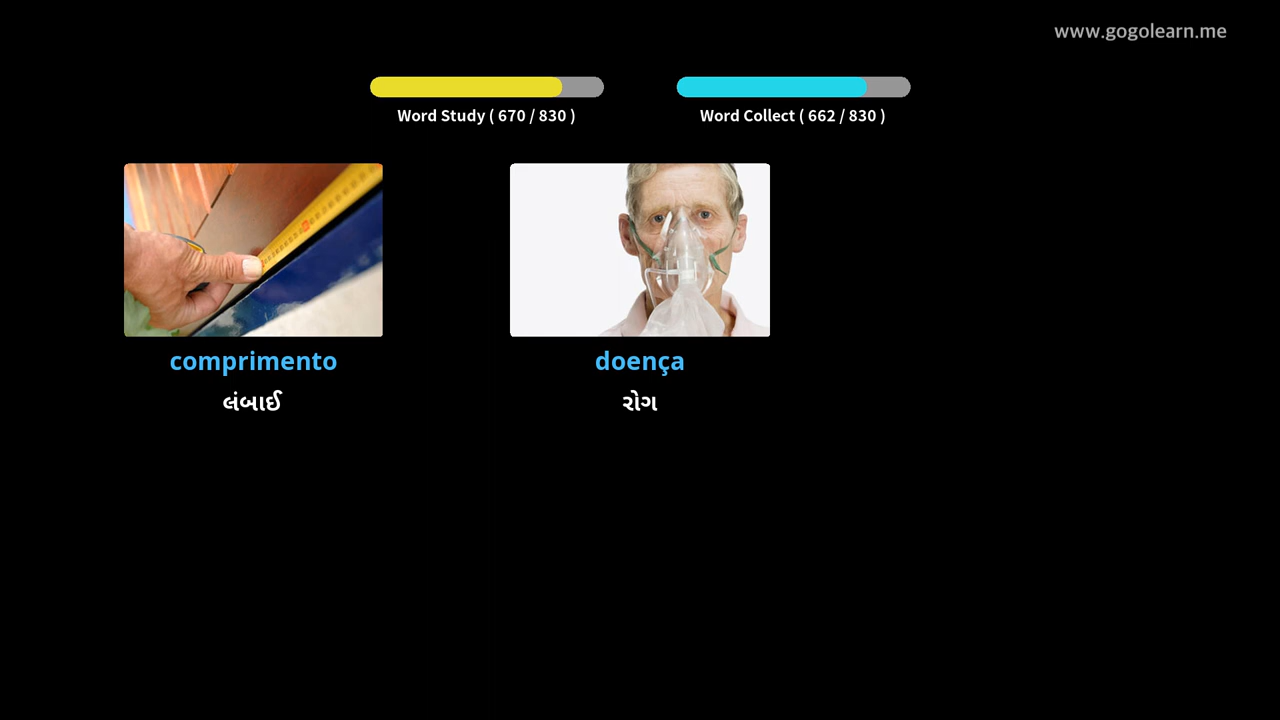 www.gogolearn.me
Word Study ( 670 / 830 )
Word Collect ( 662 / 830 )
comprimento
લંબાઈ
doença
રોગ